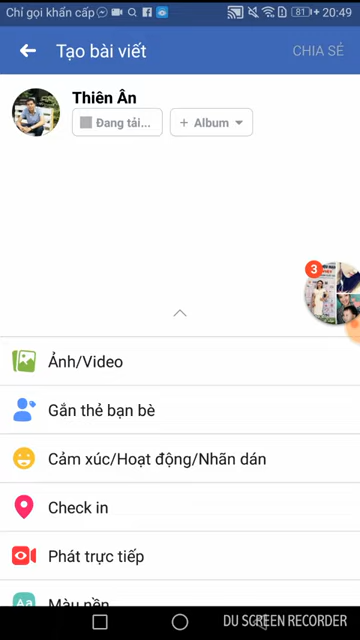 Chỉ gọi khẩn cấp
81
20:49
Tạo bài viết
CHIA SẺ
Thiên Ân
Đang tải...
+ Album
3
Ảnh/Video
Gắn thẻ bạn bè
Cảm xúc/Hoạt động/Nhãn dán
Check in
Phát trực tiếp
Aa
Màu nền
DU SCREEN RECORDER